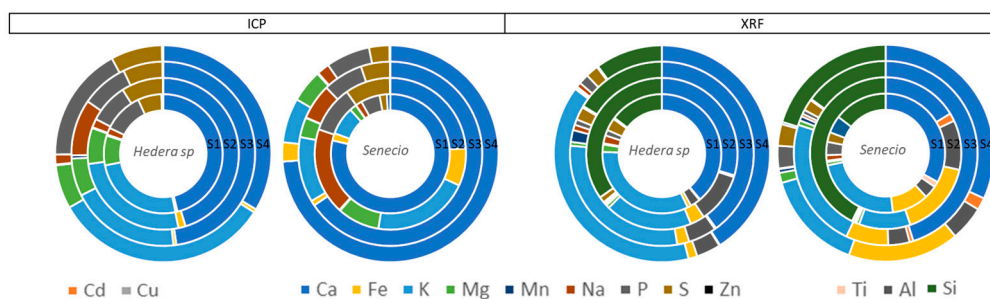 ICP XRF
S1 S2 S3 S4
Hedera sp
S1 S2 S3 S4
Senecio
S1 S2 S3 S4
Hedera sp
S1 S2 S3 S4
Senecio
Cd Cu Ca Fe K Mg Mn Na P S Zn Ti Al Si